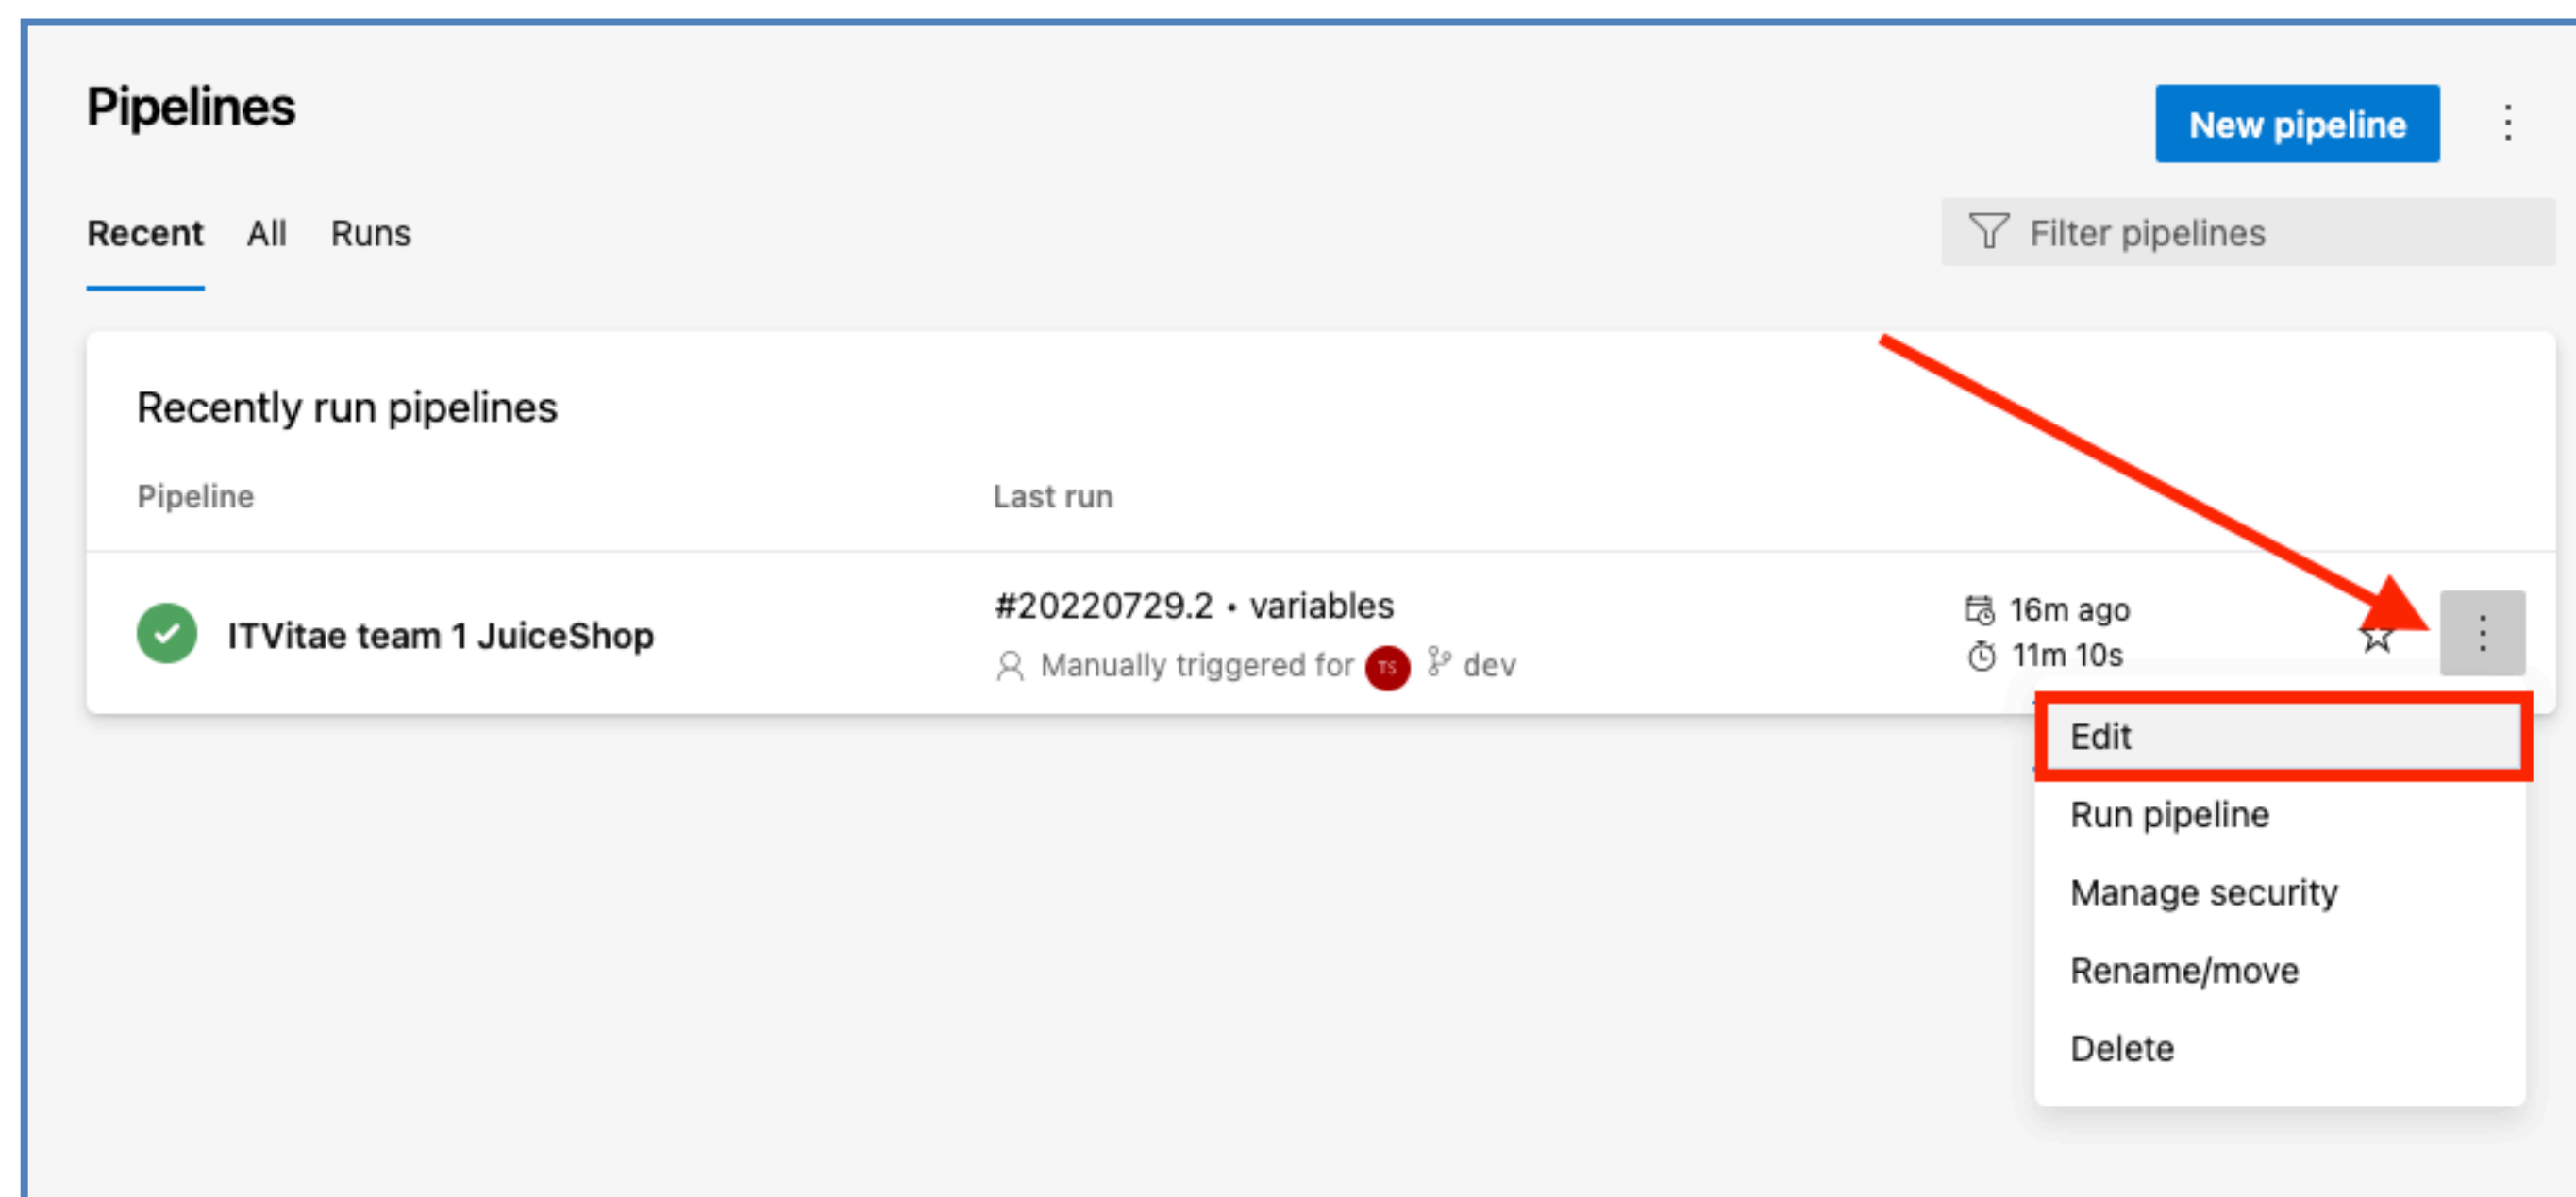 Pipelines
New pipeline
Recent All Runs
Filter pipelines
Recently run pipelines
Pipeline Last run
ITVitae team 1 JuiceShop
#20220729.2 • variables
Manually triggered for TS dev
16m ago
11m 10s
Edit
Run pipeline
Manage security
Rename/move
Delete